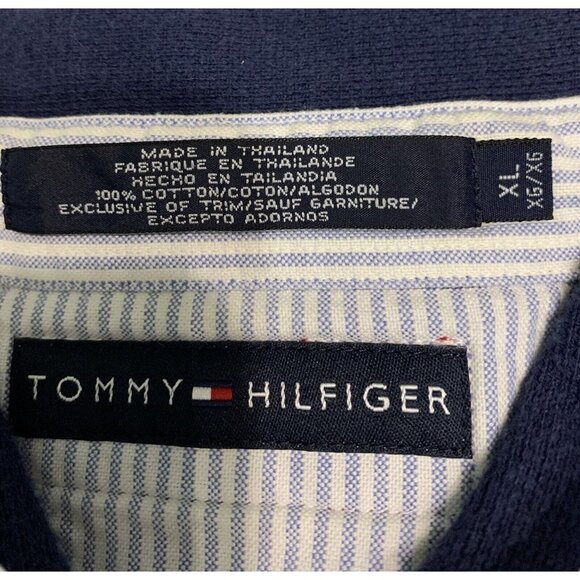 MADE IN THAILAND
FABRIQUE EN THAILANDE
HECHO EN TAILANDIA
100% COTTON/COTON/ALGODON
EXCLUSIVE OF TRIM/SAUF GARNITURE/
EXCEPTO ADORNOS
XL
XG/XG
TOMMY HILFIGER